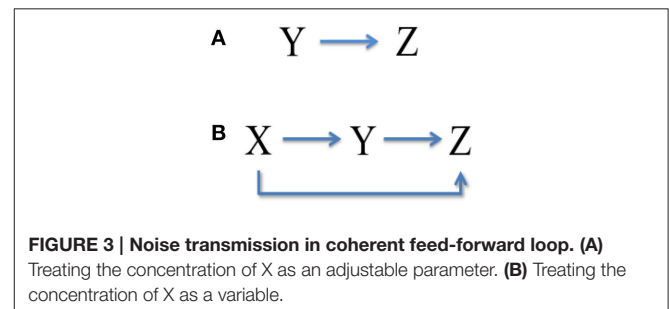 A Y Z
B X Y Z
FIGURE 3 | Noise transmission in coherent feed-forward loop. (A)
Treating the concentration of X as an adjustable parameter. (B) Treating the
concentration of X as a variable.